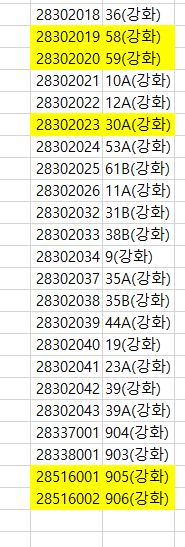 28302018 36(강화)
28302019 58(강화)
28302020 59(강화)
28302021 10A(강화)
28302022 12A(강화)
28302023 30A(강화)
28302024 53A(강화)
28302025 61B(강화)
28302026 11A(강화)
28302032 31B(강화)
28302033 38B(강화)
28302034 9(강화)
28302037 35A(강화)
28302038 35B(강화)
28302039 44A(강화)
28302040 19(강화)
28302041 23A(강화)
28302042 39(강화)
28302043 39A(강화)
28337001 904(강화)
28338001 903(강화)
28516001 905(강화)
28516002 906(강화)